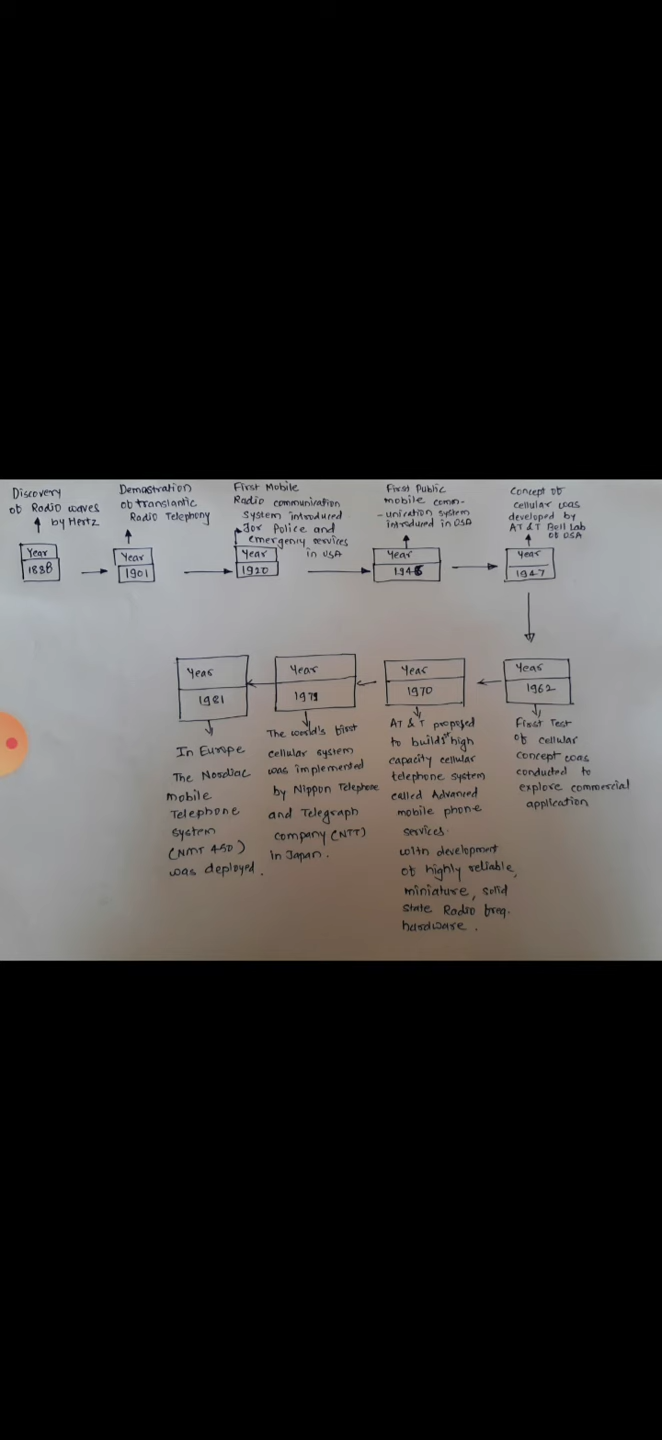 Discovery
of Radio waves
by Hertz
Year
1888
Demastration
of translantic
Radio Telephony
Year
1901
First Mobile
Radio communication
System introduced
for Police and
emergency services
in USA
Year
1920
First Public
mobile comm-
-unication system
introduced in USA
Year
Concept of
cellular was
developed by
AT & T Bell Lab
of USA
Year
1947
Year
1962
First Test
of cellular
concept was
conducted to
explore commercial
application
Year
1970
AT & T proposed
to builds high
capacity cellular
telephone system
called Advanced
mobile phone
services.
with development
of highly reliable,
miniature, solid
state Radio freq.
hardware.
Year
The world's first
cellular system
was implemented
by Nippon Telephone
and Telegraph
company (NTT)
in Japan.
Year
1981
In Europe
The Nordiac
mobile
Telephone
system
(NMT 450)
was deployed.